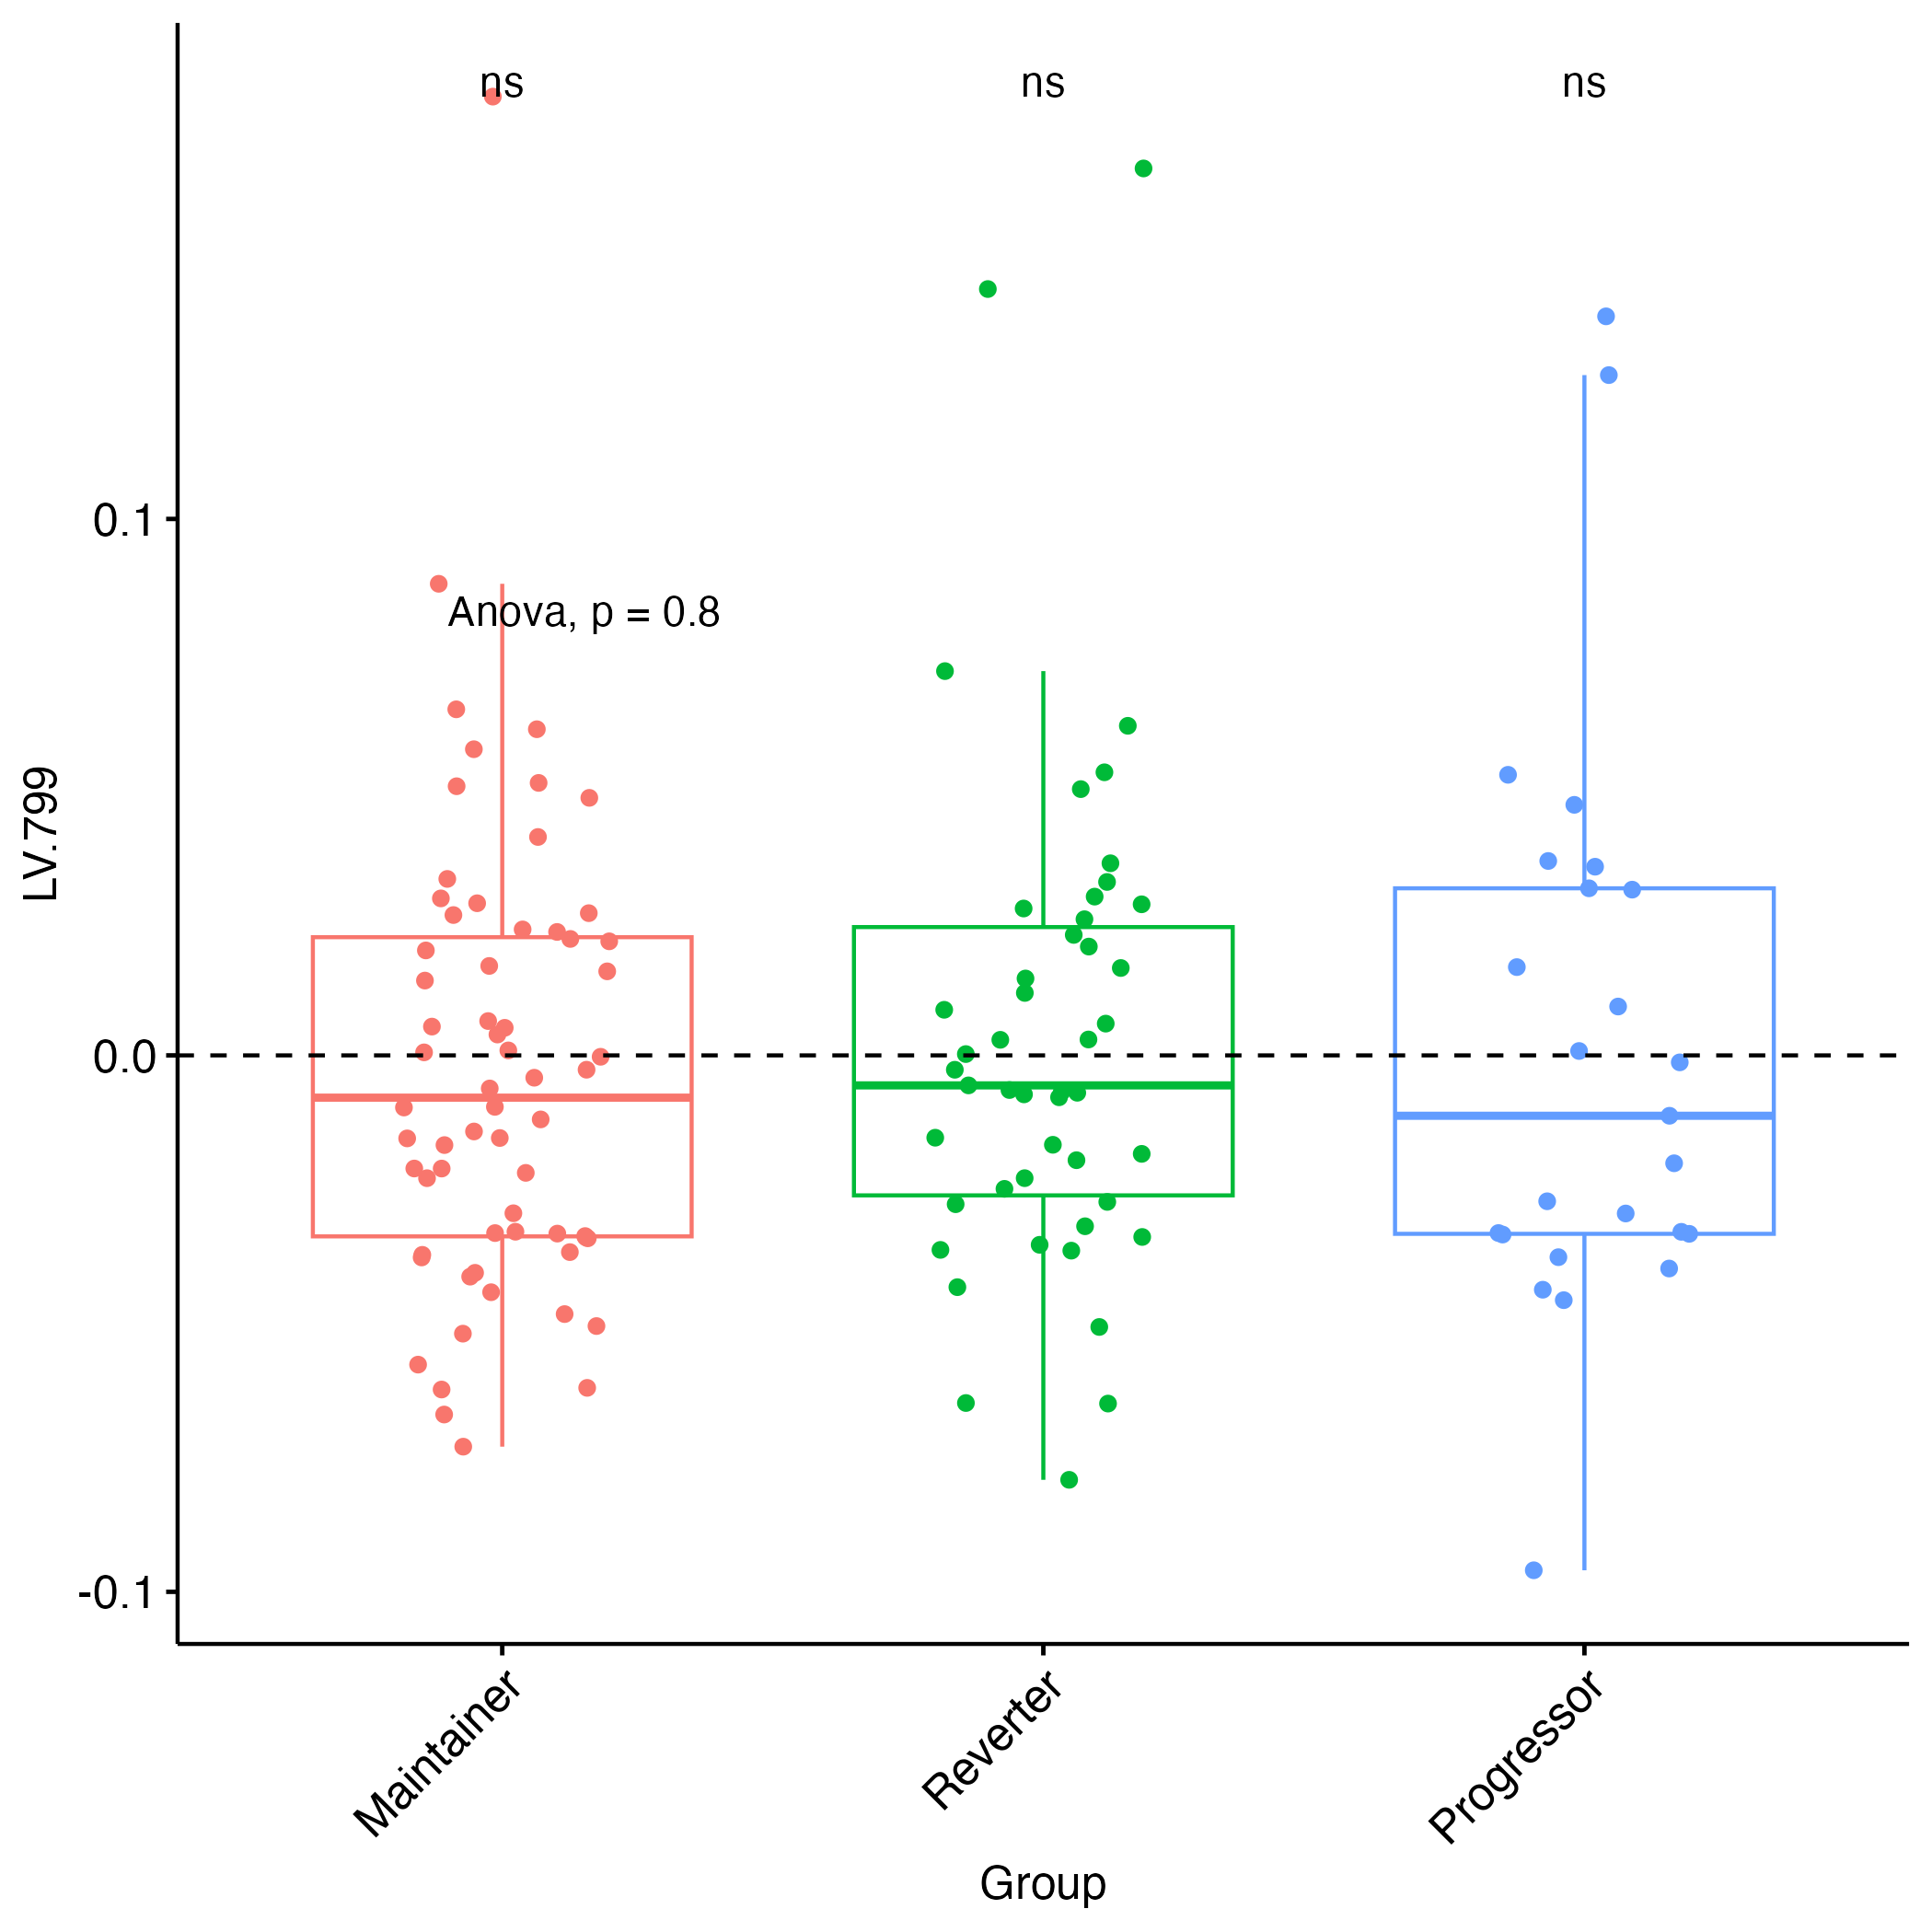 ns ns ns
0.1
Anova, p = 0.8
LV.799
0.0
-0.1
Maintainer Reverter Progressor
Group